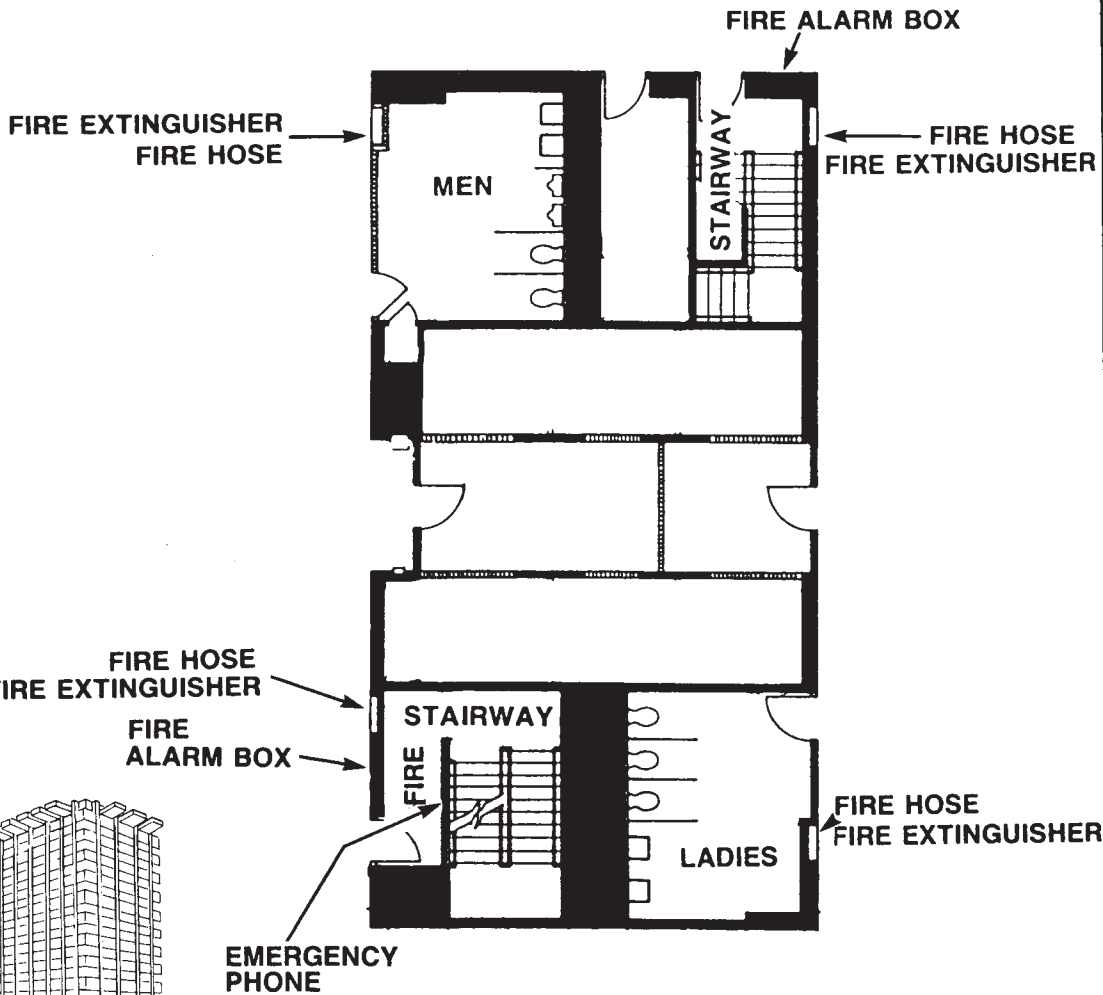 FIRE ALARM BOX
FIRE EXTINGUISHER
FIRE HOSE
MEN
STAIRWAY
FIRE HOSE
FIRE EXTINGUISHER
FIRE HOSE
FIRE EXTINGUISHER
FIRE
ALARM BOX
STAIRWAY
FIRE
LADIES
FIRE HOSE
FIRE EXTINGUISHER
EMERGENCY
PHONE